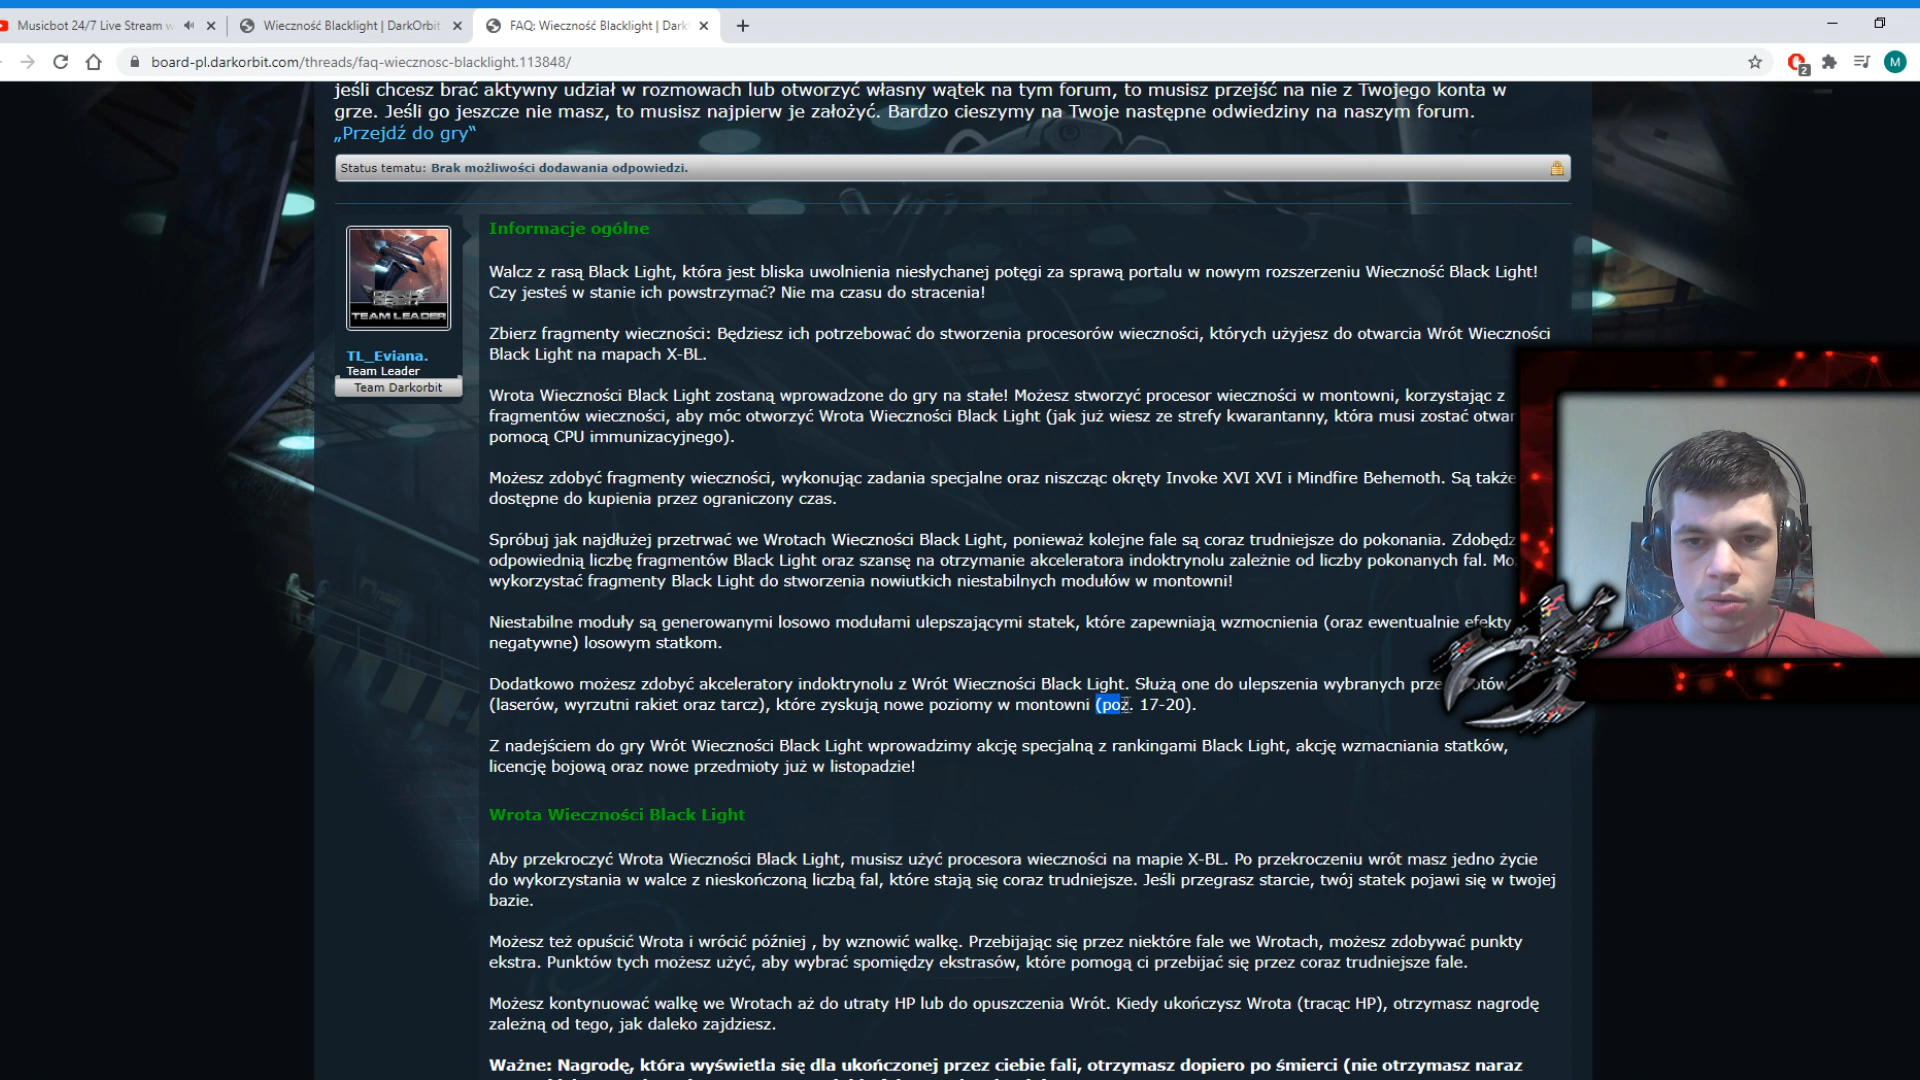 Musicbot 24/7 Live Stream w
Wieczność Blacklight | DarkOrbit
FAQ: Wieczność Blacklight | Dark
board-pl.darkorbit.com/threads/faq-wiecznosc-blacklight.113848/
2
M
jeśli chcesz brać aktywny udział w rozmowach lub otworzyć własny wątek na tym forum, to musisz przejść na nie z Twojego konta w
grze. Jeśli go jeszcze nie masz, to musisz najpierw je założyć. Bardzo cieszymy na Twoje następne odwiedziny na naszym forum.
„Przejdź do gry“
Status tematu: Brak możliwości dodawania odpowiedzi.
TEAM LEADER
TL_Eviana.
Team Leader
Team Darkorbit
Informacje ogólne
Walcz z rasą Black Light, która jest bliska uwolnienia niesłychanej potęgi za sprawą portalu w nowym rozszerzeniu Wieczność Black Light!
Czy jesteś w stanie ich powstrzymać? Nie ma czasu do stracenia!
Zbierz fragmenty wieczności: Będziesz ich potrzebować do stworzenia procesorów wieczności, których użyjesz do otwarcia Wrót Wieczności
Black Light na mapach X-BL.
Wrota Wieczności Black Light zostaną wprowadzone do gry na stałe! Możesz stworzyć procesor wieczności w montowni, korzystając z
fragmentów wieczności, aby móc otworzyć Wrota Wieczności Black Light (jak już wiesz ze strefy kwarantanny, która musi zostać otwar
pomocą CPU immunizacyjnego).
Możesz zdobyć fragmenty wieczności, wykonując zadania specjalne oraz niszcząc okręty Invoke XVI XVI i Mindfire Behemoth. Są także
dostępne do kupienia przez ograniczony czas.
Spróbuj jak najdłużej przetrwać we Wrotach Wieczności Black Light, ponieważ kolejne fale są coraz trudniejsze do pokonania. Zdobędz
odpowiednią liczbę fragmentów Black Light oraz szansę na otrzymanie akceleratora indoktrynolu zależnie od liczby pokonanych fal. Mo
wykorzystać fragmenty Black Light do stworzenia nowiutkich niestabilnych modułów w montowni!
Niestabilne moduły są generowanymi losowo modułami ulepszającymi statek, które zapewniają wzmocnienia (oraz ewentualnie efekty
negatywne) losowym statkom.
Dodatkowo możesz zdobyć akceleratory indoktrynolu z Wrót Wieczności Black Light. Służą one do ulepszenia wybranych prze
(laserów, wyrzutni rakiet oraz tarcz), które zyskują nowe poziomy w montowni (poz. 17-20).
Z nadejściem do gry Wrót Wieczności Black Light wprowadzimy akcję specjalną z rankingami Black Light, akcję wzmacniania statków,
licencję bojową oraz nowe przedmioty już w listopadzie!
Wrota Wieczności Black Light
Aby przekroczyć Wrota Wieczności Black Light, musisz użyć procesora wieczności na mapie X-BL. Po przekroczeniu wrót masz jedno życie
do wykorzystania w walce z nieskończoną liczbą fal, które stają się coraz trudniejsze. Jeśli przegrasz starcie, twój statek pojawi się w twojej
bazie.
Możesz też opuścić Wrota i wrócić później , by wznowić walkę. Przebijając się przez niektóre fale we Wrotach, możesz zdobywać punkty
ekstra. Punktów tych możesz użyć, aby wybrać spomiędzy ekstrasów, które pomogą ci przebijać się przez coraz trudniejsze fale.
Możesz kontynuować walkę we Wrotach aż do utraty HP lub do opuszczenia Wrót. Kiedy ukończysz Wrota (tracąc HP), otrzymasz nagrodę
zależną od tego, jak daleko zajdziesz.
Ważne: Nagrodę, która wyświetla się dla ukończonej przez ciebie fali, otrzymasz dopiero po śmierci (nie otrzymasz naraz